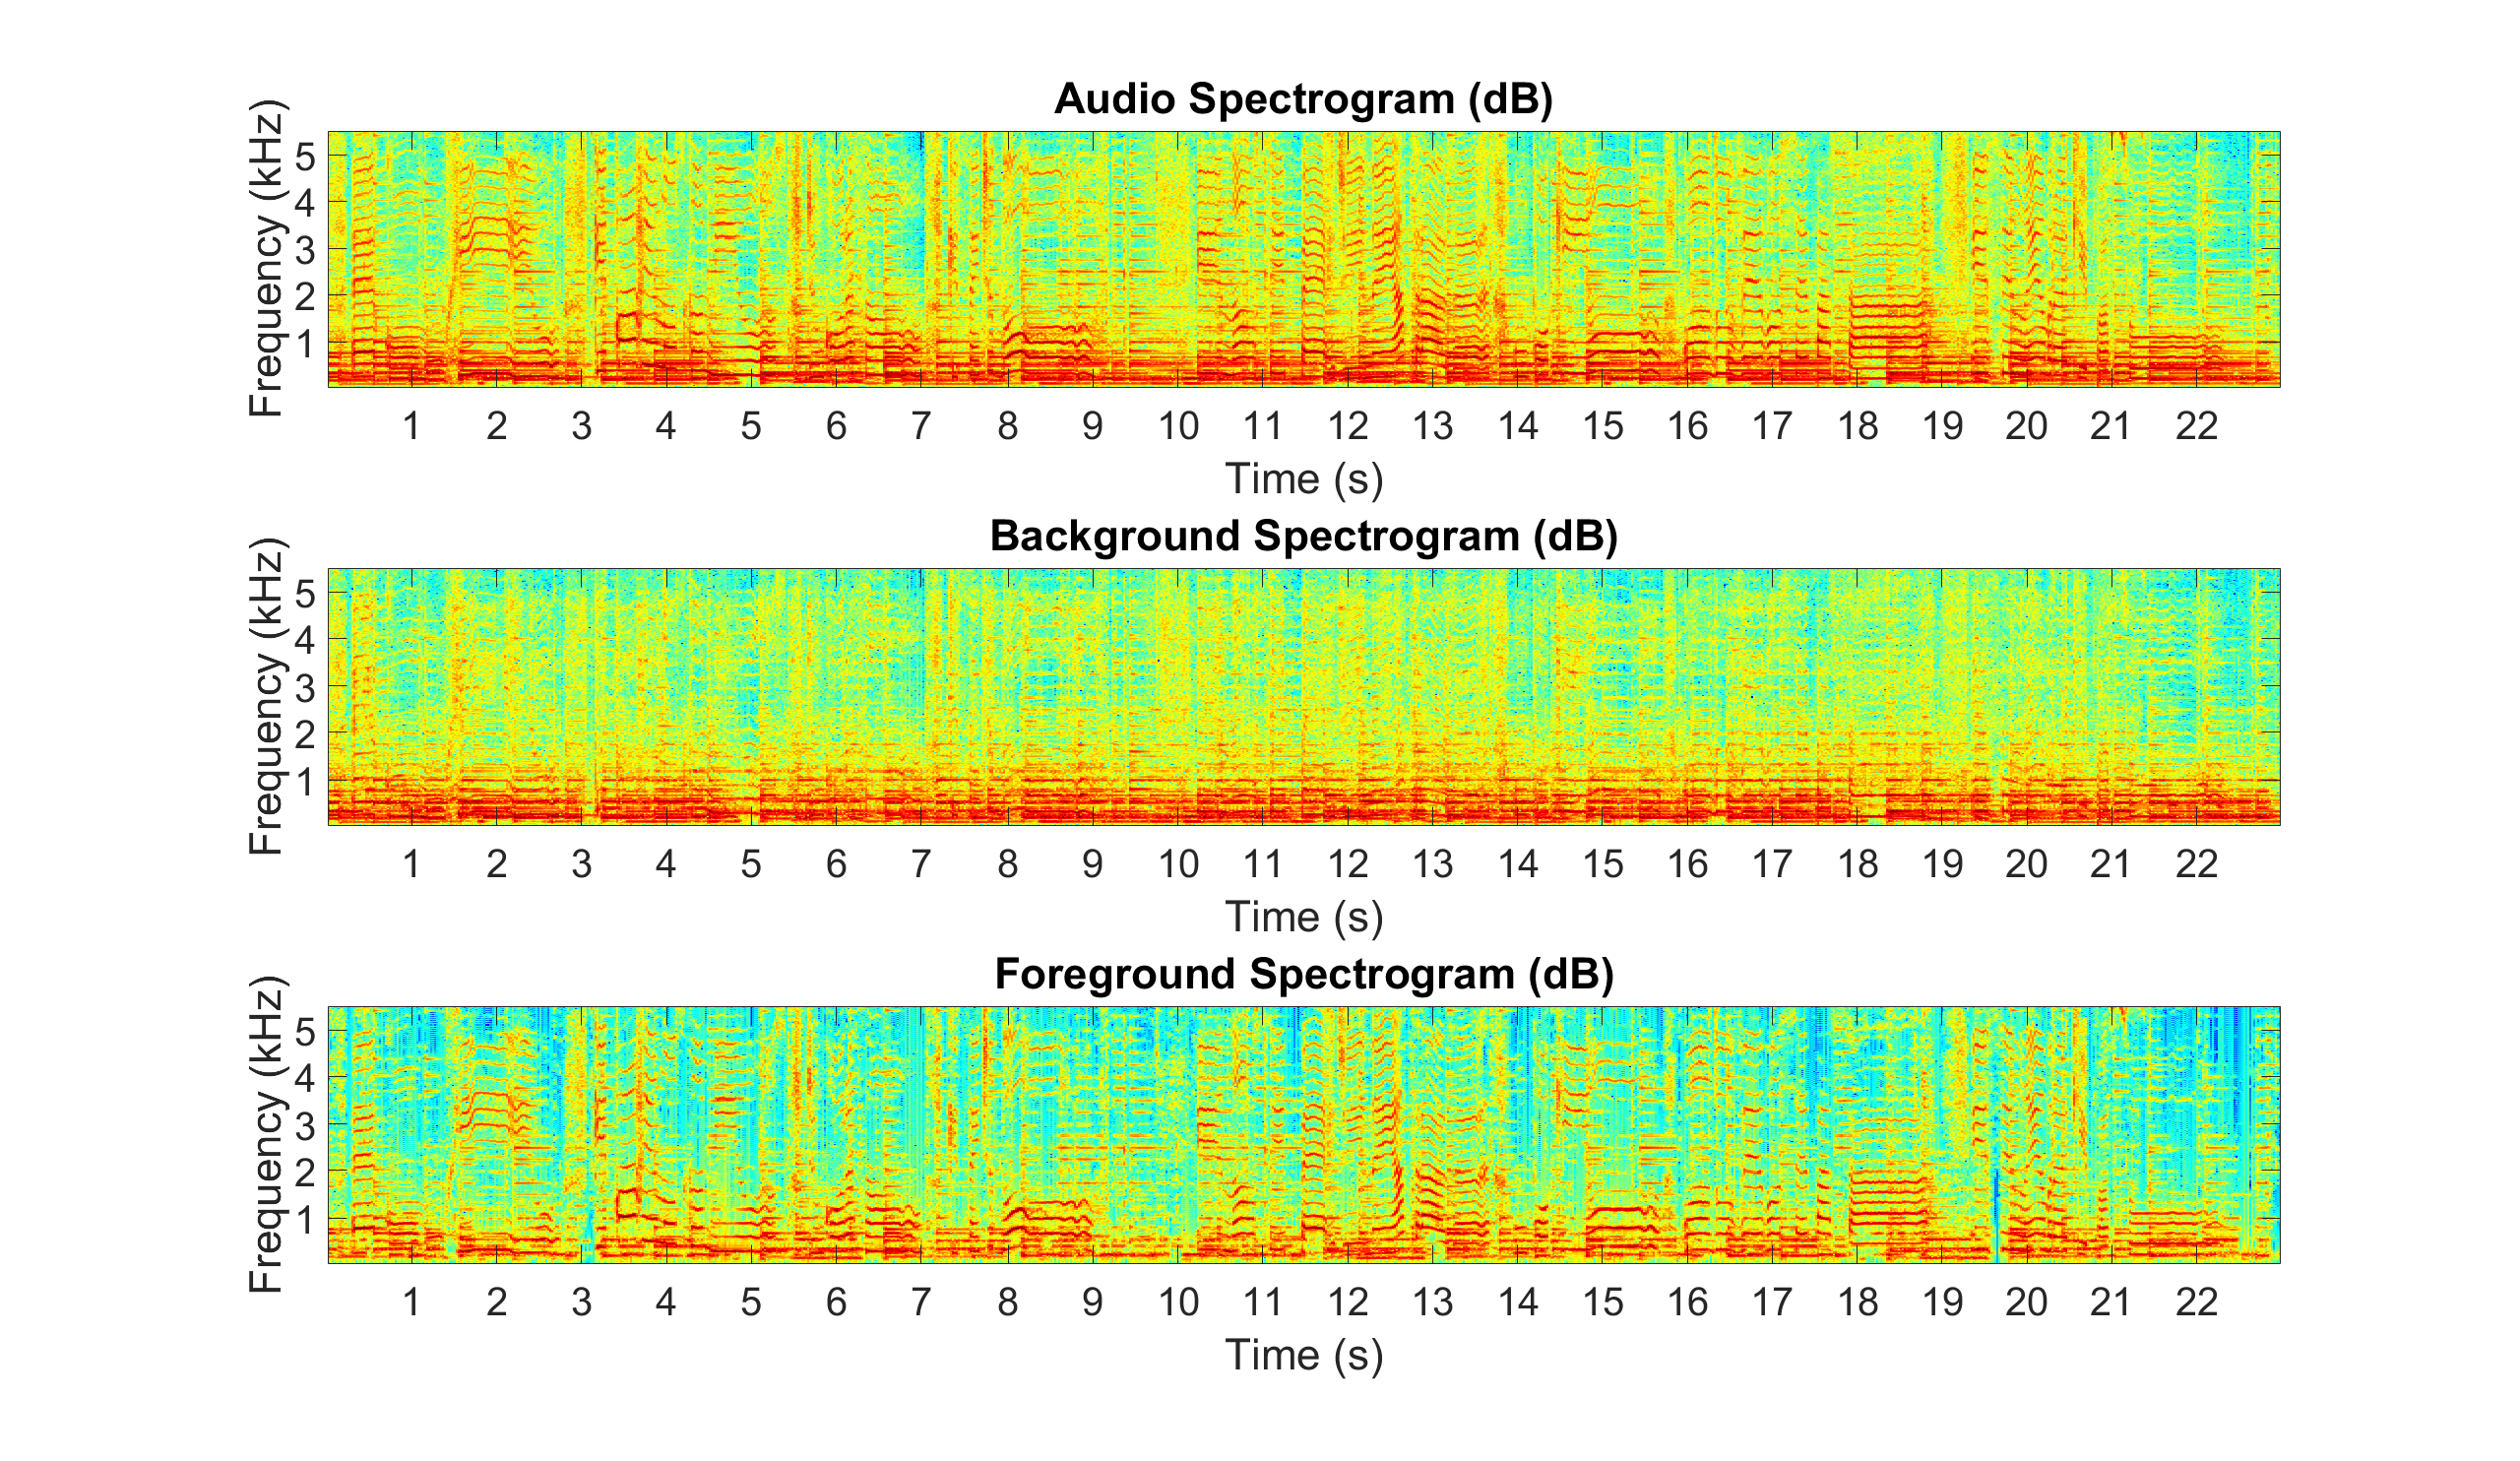 Audio Spectrogram (dB)
Frequency (kHz)
5
4
3
2
1
1 2 3 4 5 6 7 8 9 10 11 12 13 14 15 16 17 18 19 20 21 22
Time (s)
Background Spectrogram (dB)
Frequency (kHz)
5
4
3
2
1
1 2 3 4 5 6 7 8 9 10 11 12 13 14 15 16 17 18 19 20 21 22
Time (s)
Foreground Spectrogram (dB)
Frequency (kHz)
5
4
3
2
1
1 2 3 4 5 6 7 8 9 10 11 12 13 14 15 16 17 18 19 20 21 22
Time (s)